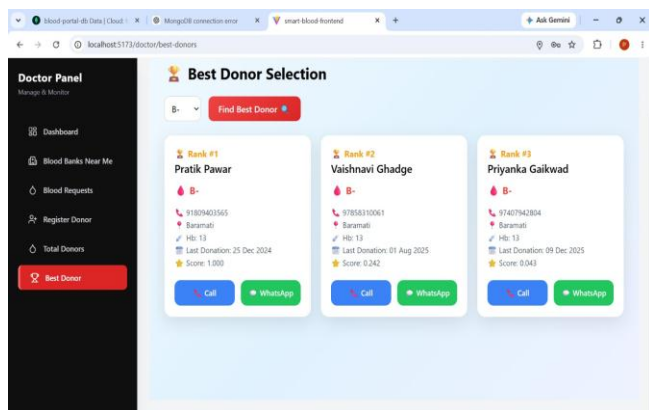 blood-portal-db Data | Cloud
MongoDB connection error
smart-blood-frontend
Ask Gemini
localhost:5173/doctor/best-donors
Doctor Panel
Manage & Monitor
Dashboard
Blood Banks Near Me
Blood Requests
Register Donor
Total Donors
Best Donor
Best Donor Selection
B-
Find Best Donor
Rank #1
Pratik Pawar
B-
91809403565
Baramati
Hb: 13
Last Donation: 25 Dec 2024
Score: 1.000
Call
WhatsApp
Rank #2
Vaishnavi Ghadge
B-
97858310061
Baramati
Hb: 13
Last Donation: 01 Aug 2025
Score: 0.242
Call
WhatsApp
Rank #3
Priyanka Gaikwad
B-
97407942804
Baramati
Hb: 13
Last Donation: 09 Dec 2025
Score: 0.043
Call
WhatsApp